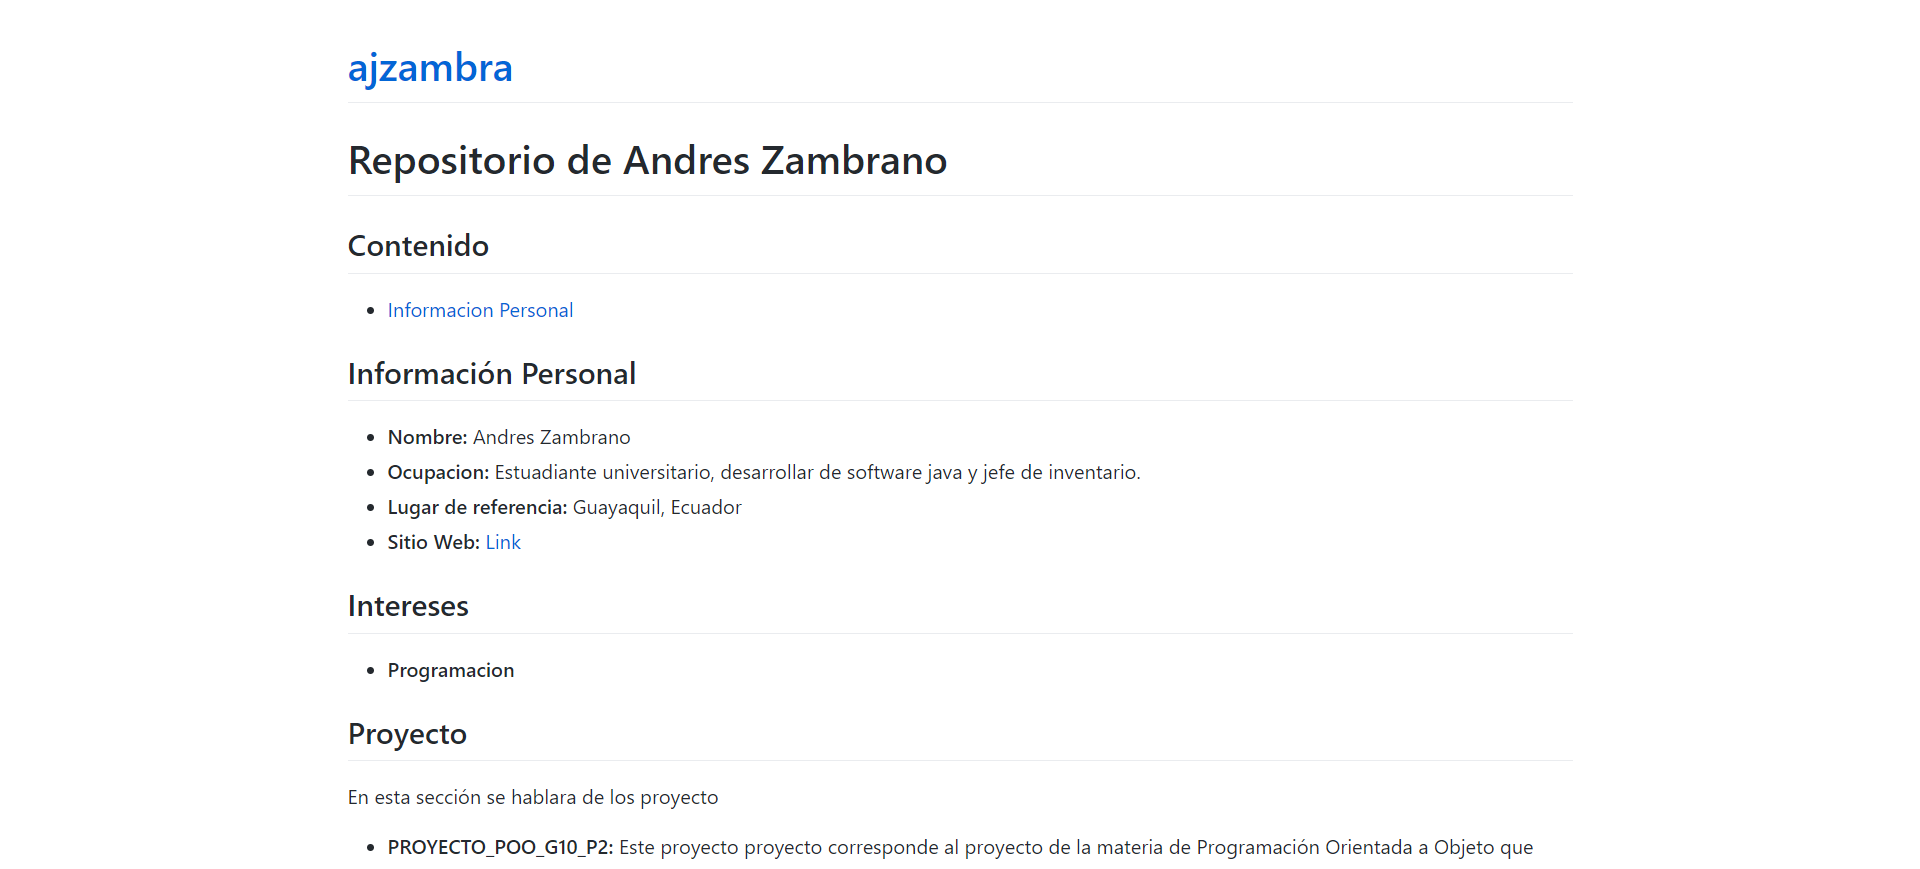 ajzambra
Repositorio de Andres Zambrano
Contenido
Informacion Personal
Información Personal
Nombre: Andres Zambrano
Ocupacion: Estuadiante universitario, desarrollar de software java y jefe de inventario.
Lugar de referencia: Guayaquil, Ecuador
Sitio Web: Link
Intereses
Programacion
Proyecto
En esta sección se hablara de los proyecto
PROYECTO_POO_G10_P2: Este proyecto proyecto corresponde al proyecto de la materia de Programación Orientada a Objeto que